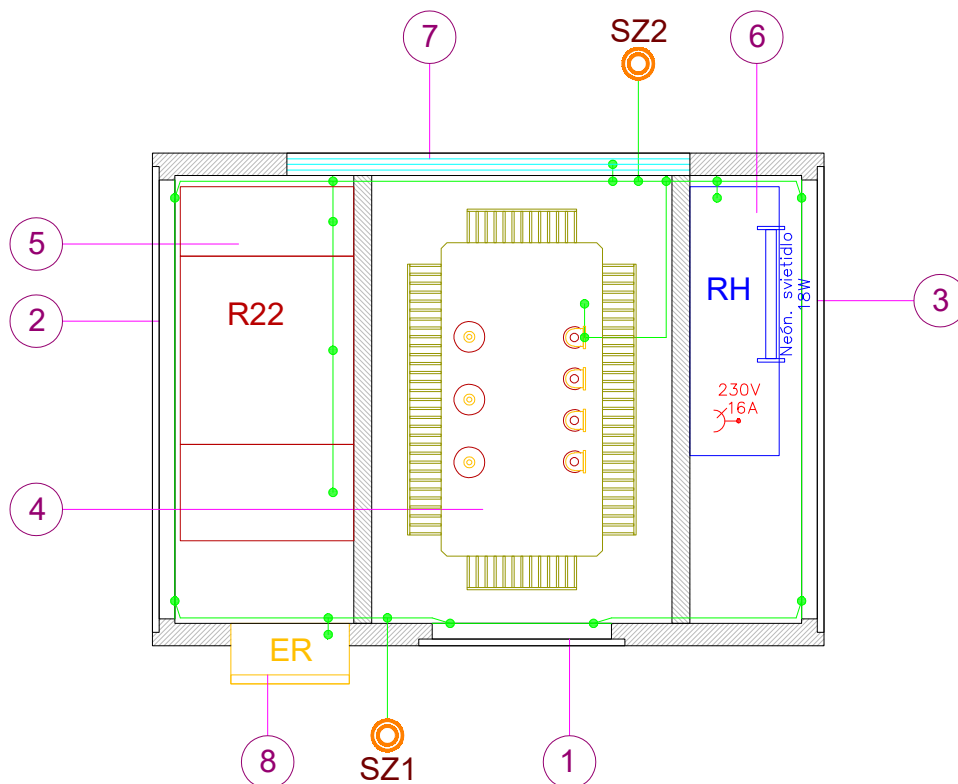 SZ2
7
6
5
R22
RH
Neón. svietidlo
18W
2
3
230V
16A
4
ER
8
SZ1
1